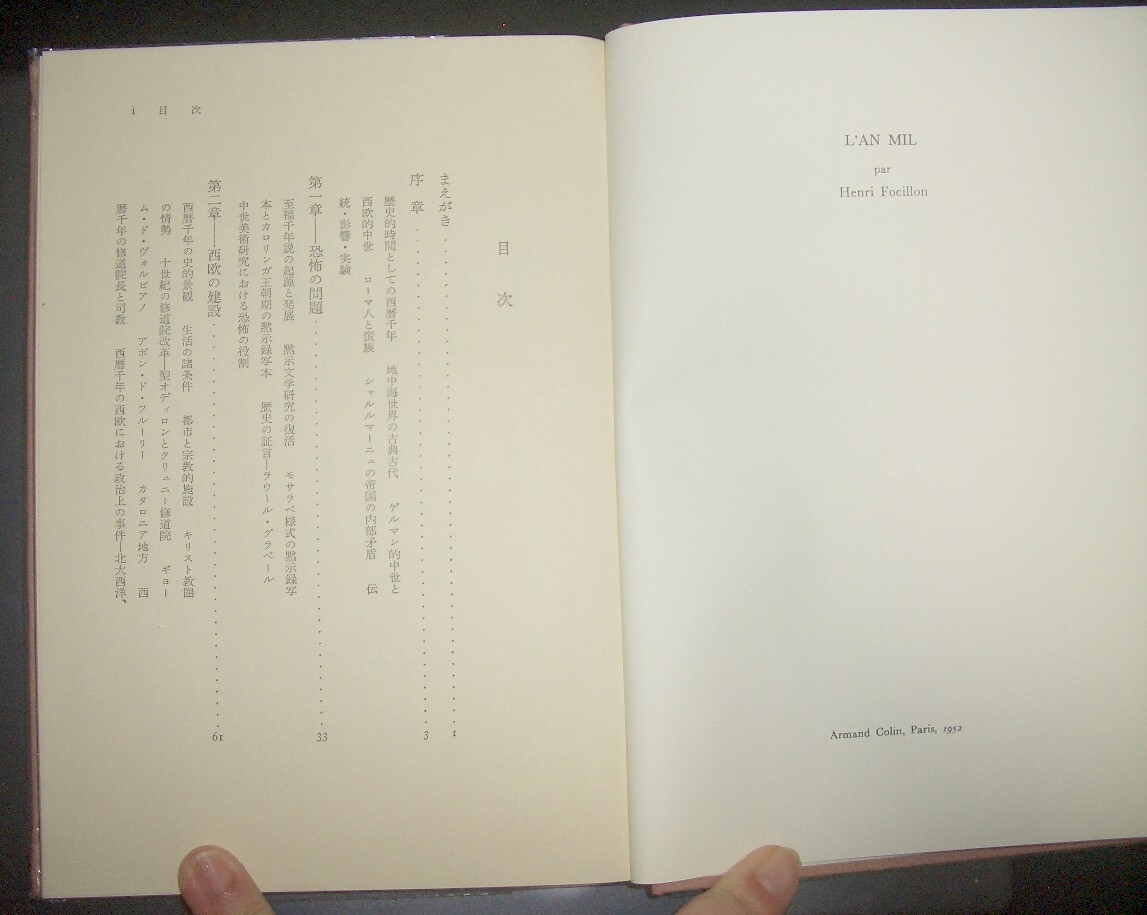 L'AN MIL
par
Henri Focillon
Armand Colin, Paris, 1952
i 目次
目次
まえがき………………1
序章………………3
歴史的時間としての西暦千年 地中海世界の古典古代 ゲルマン的中世と
西欧的中世 ローマ人と蛮族 シャルルマーニュの帝国の内部矛盾 伝
統・影響・実験
第一章——恐怖の問題………………33
至福千年説の起源と発展 黙示文学研究の復活 モサラベ様式の黙示録写
本とカロリンガ王朝期の黙示録写本 歴史の証言—ラウール・グラベール
中世美術研究における恐怖の役割
第二章——西欧の建設………………61
西暦千年の史的景観 生活の諸条件 都市と宗教的施設 キリスト教圏
の情勢 十世紀の修道院改革—聖オディロンとクリュニー修道院 ギヨー
ム・ド・ヴォルピアノ アボン・ド・フルーリー カタロニア地方 西
暦千年の修道院長と司教 西暦千年の西欧における政治上の事件—北大西洋、